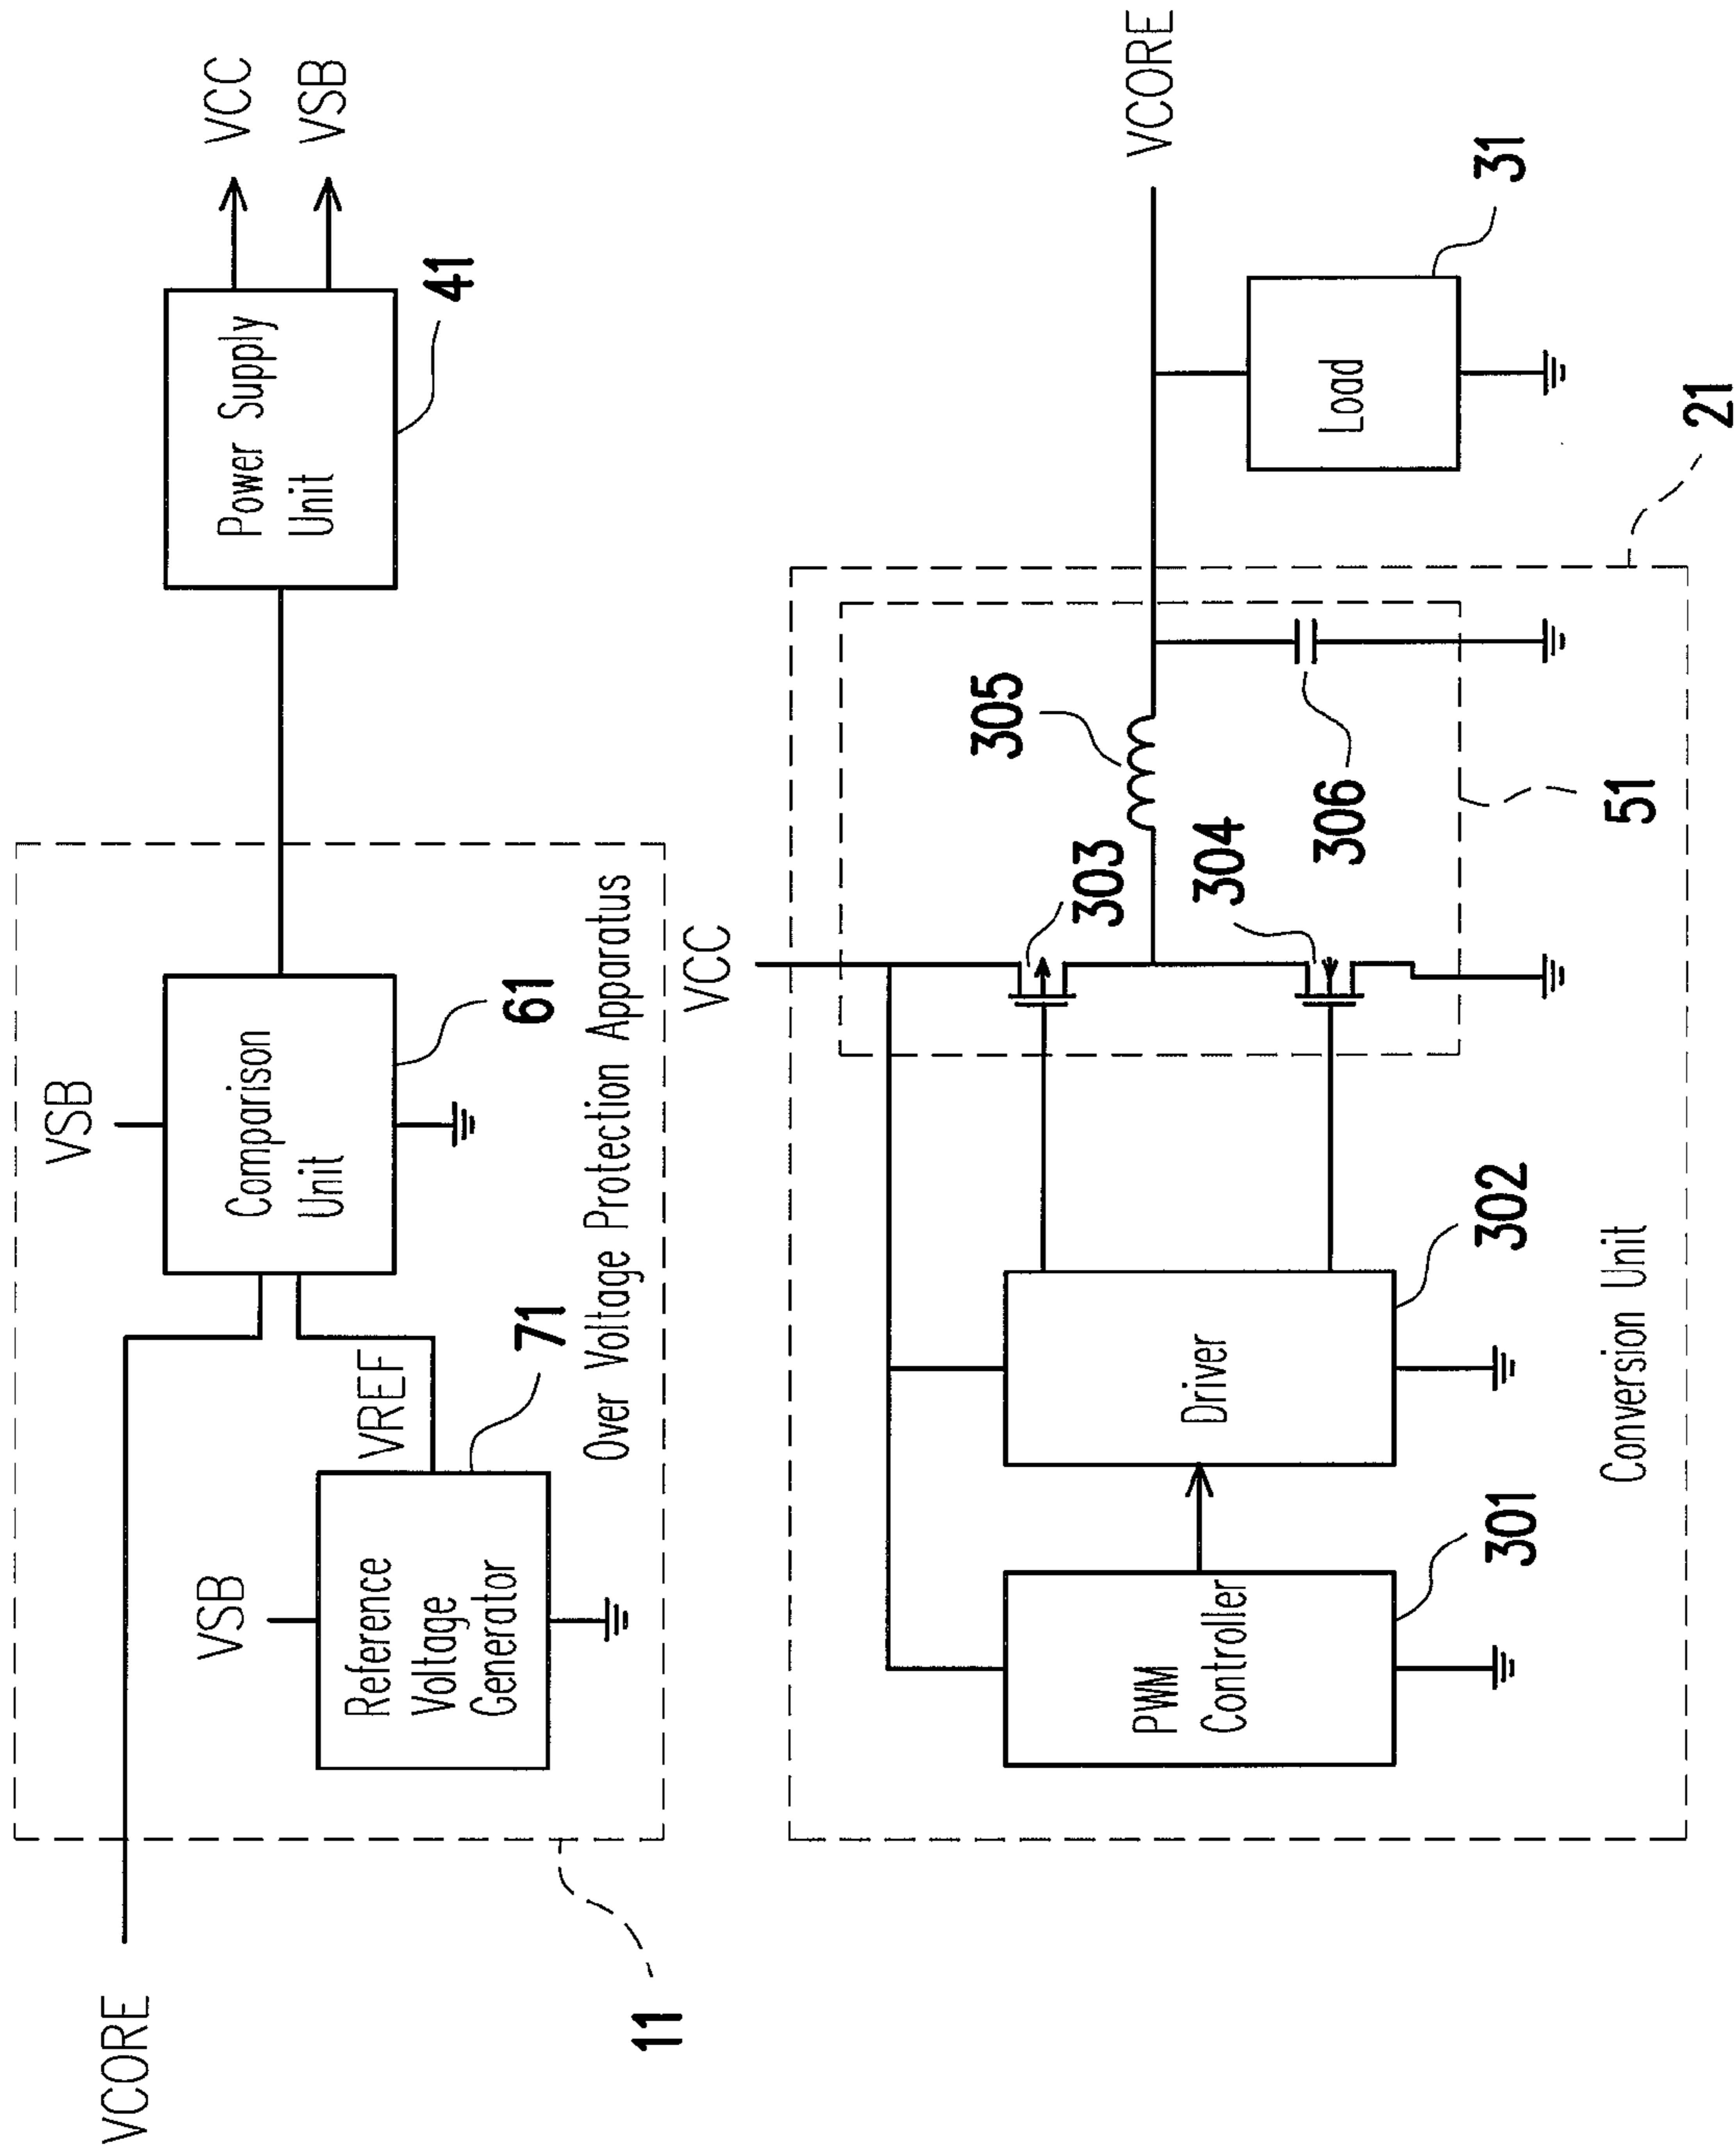 VCORE
VSB
Comparison
Unit
61
Power Supply
Unit
41
VCC
VSB
VSB
Reference
Voltage
Generator
VREF
71
Over Voltage Protection Apparatus
11
VCC
PWM
Controller
301
Driver
302
303
304
305
306
51
VCORE
Load
31
Conversion Unit
21